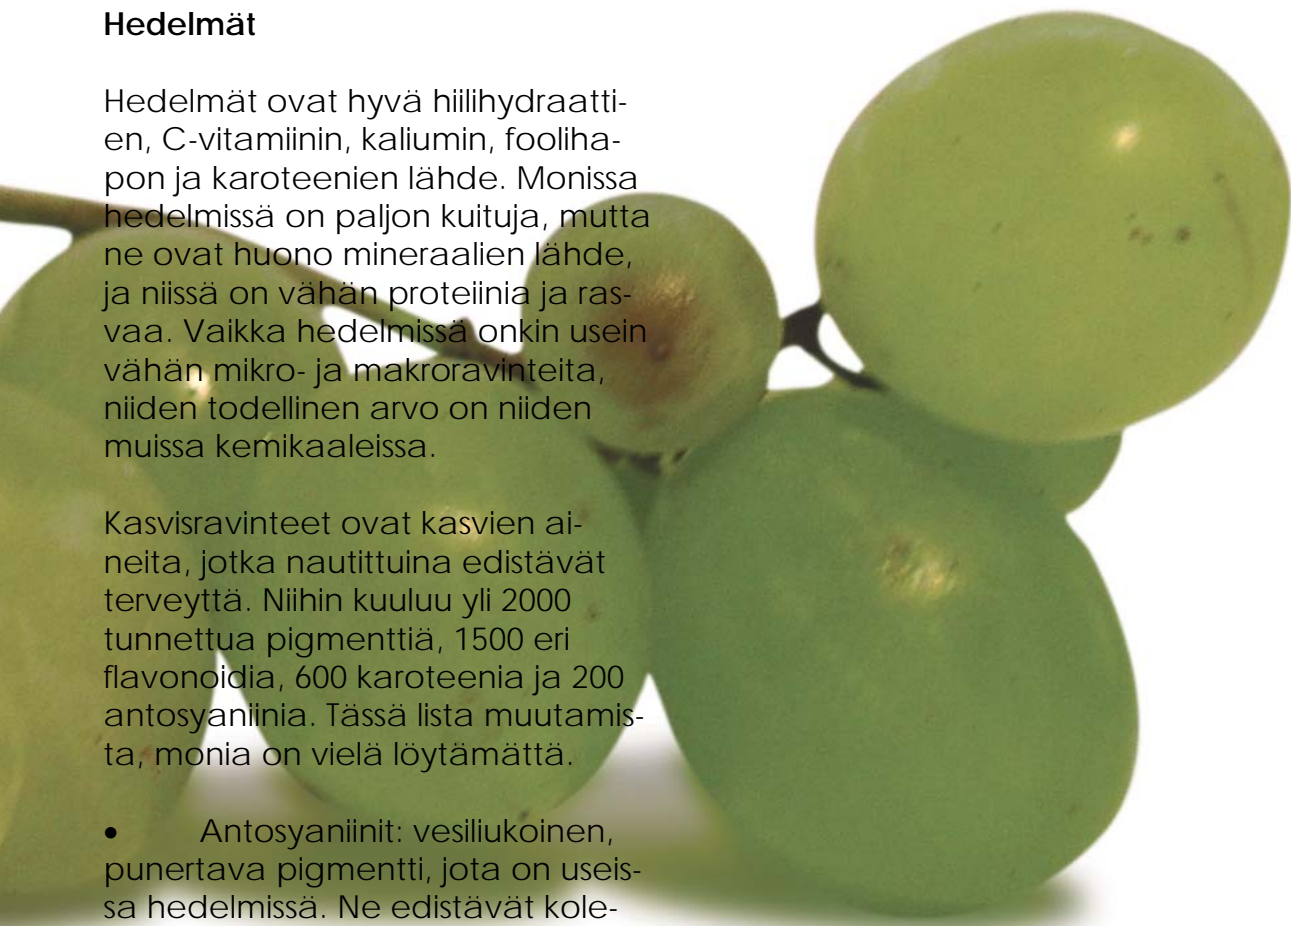 Hedelmät
Hedelmät ovat hyvä hiilihydraatti-
en, C-vitamiinin, kaliumin, fooliha-
pon ja karoteenien lähde. Monissa
hedelmissä on paljon kuituja, mutta
ne ovat huono mineraalien lähde,
ja niissä on vähän proteiinia ja ras-
vaa. Vaikka hedelmissä onkin usein
vähän mikro- ja makroravinteita,
niiden todellinen arvo on niiden
muissa kemikaaleissa.
Kasvisravinteet ovat kasvien ai-
neita, jotka nautittuina edistävät
terveyttä. Niihin kuuluu yli 2000
tunnettua pigmenttiä, 1500 eri
flavonoidia, 600 karoteenia ja 200
antosyaniinia. Tässä lista muutamis-
ta, monia on vielä löytämättä.
• Antosyaniinit: vesiliukoinen,
punertava pigmentti, jota on useis-
sa hedelmissä. Ne edistävät kole-